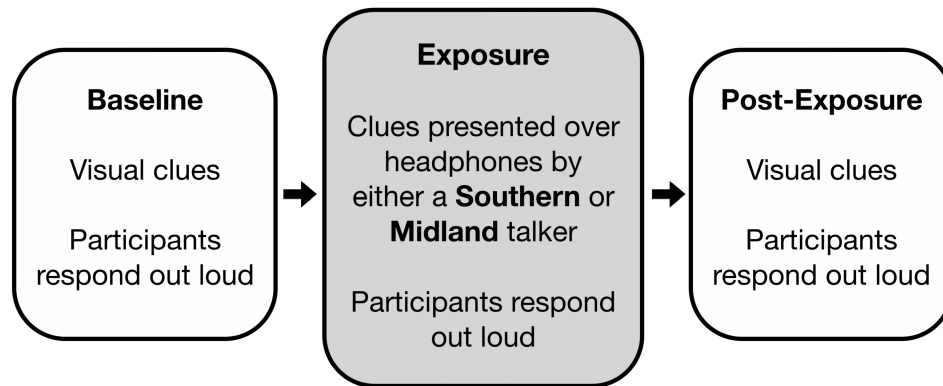 Baseline
Visual clues
Participants
respond out loud
Exposure
Clues presented over
headphones by
either a Southern or
Midland talker
Participants respond
out loud
Post-Exposure
Visual clues
Participants
respond out loud